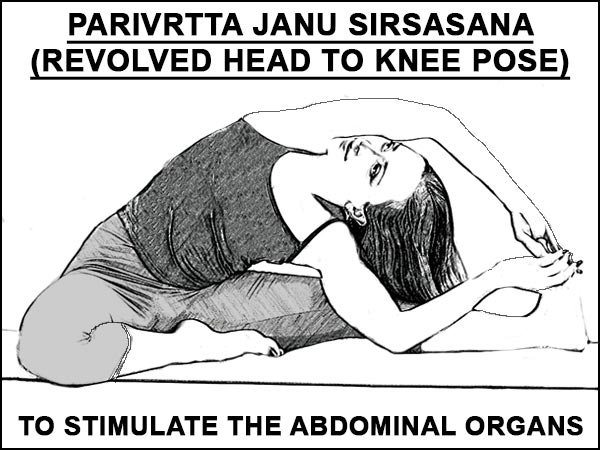 PARIVRTTA JANU SIRSASANA
(REVOLVED HEAD TO KNEE POSE)
TO STIMULATE THE ABDOMINAL ORGANS